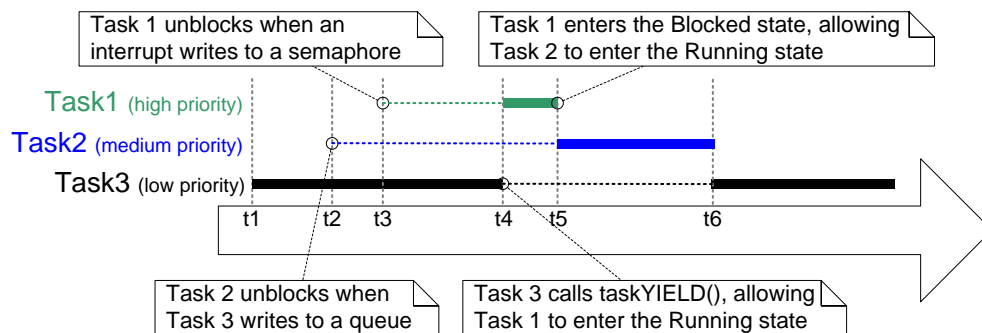 Task 1 unblocks when an
interrupt writes to a semaphore
Task 1 enters the Blocked state, allowing
Task 2 to enter the Running state
Task1 (high priority)
Task2 (medium priority)
Task3 (low priority)
t1 t2 t3 t4 t5 t6
Task 2 unblocks when
Task 3 writes to a queue
Task 3 calls taskYIELD(), allowing
Task 1 to enter the Running state